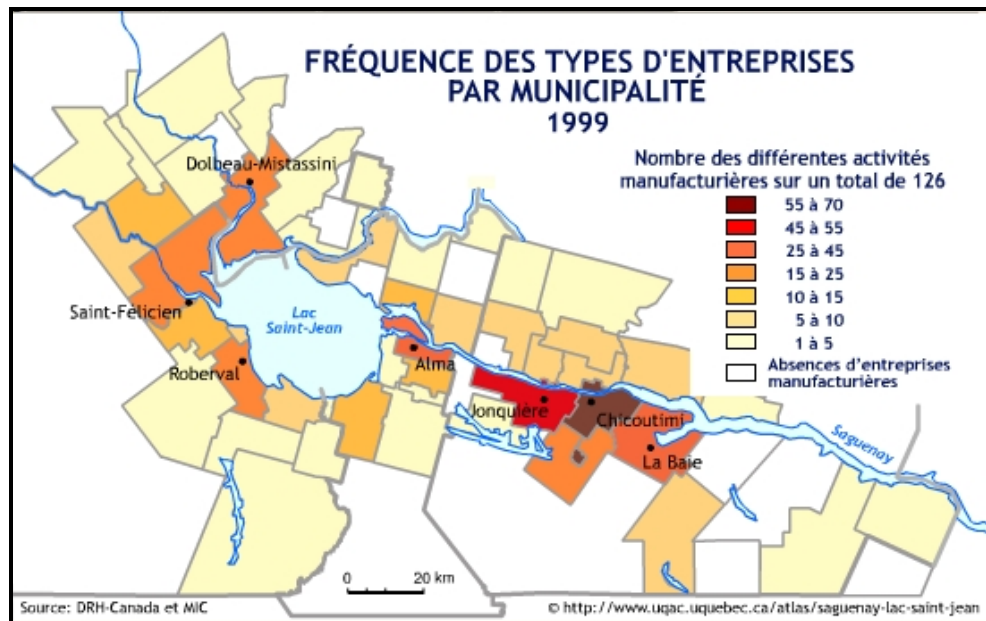 FRÉQUENCE DES TYPES D'ENTREPRISES
PAR MUNICIPALITÉ
1999
Nombre des différentes activités
manufacturières sur un total de 126
55 à 70
45 à 55
25 à 45
15 à 25
10 à 15
5 à 10
1 à 5
Absences d'entreprises
manufacturières
Dolbeau-Mistassini
Saint-Félicien
Lac
Saint-Jean
Roberval
Alma
Jonquière
Chicoutimi
La Baie
Saguenay
0 20 km
Source: DRH-Canada et MIC
© http://www.uqac.uquebec.ca/atlas/saguenay-lac-saint-jean